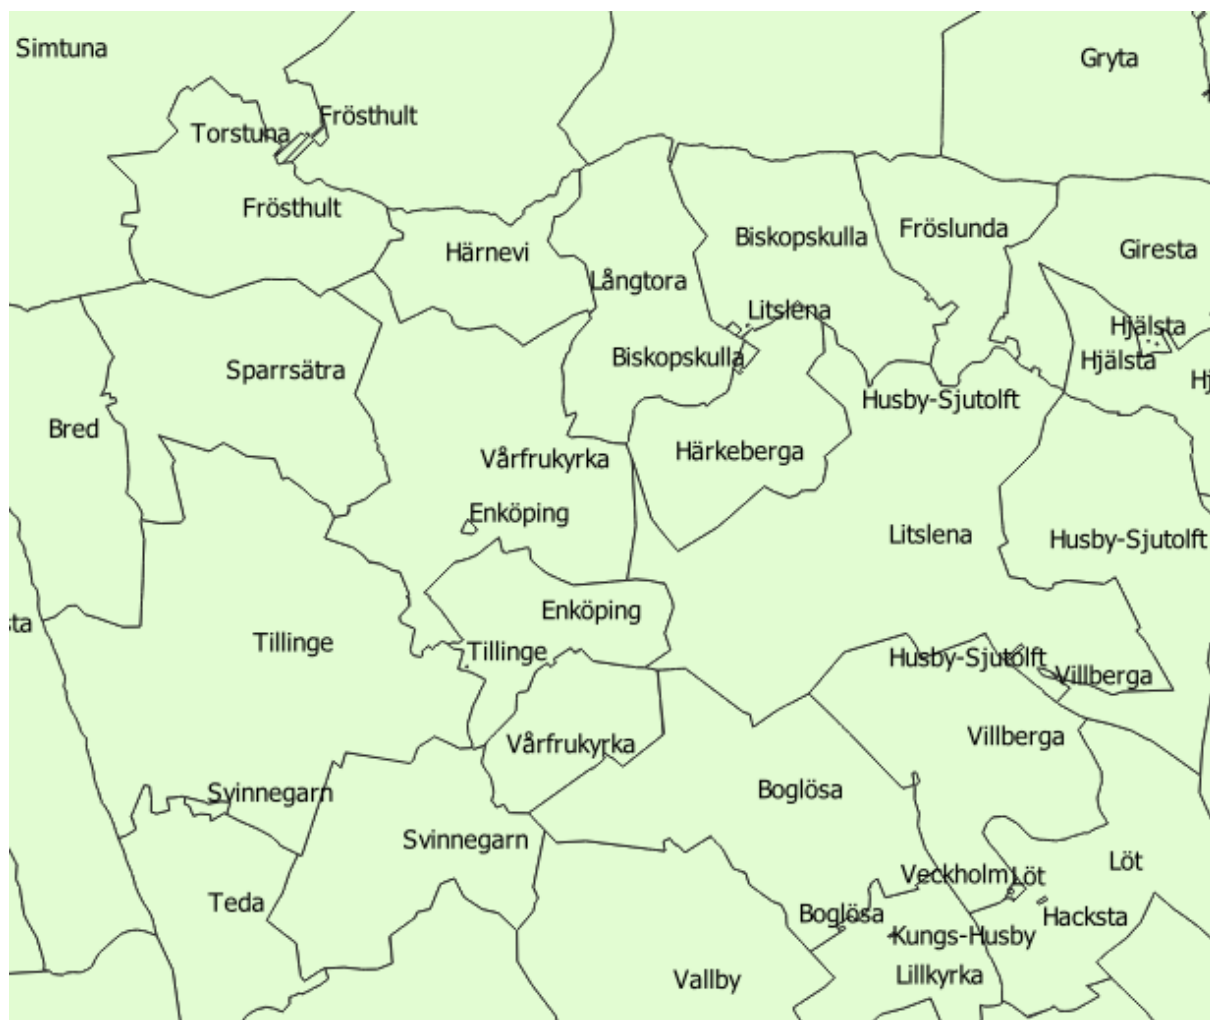 Simtuna
Gryta
Frösthult
Torstuna
Frösthult
Fröslunda
Biskopskulla
Härnevi
Giresta
Långtora
Litslena
Hjälsta
Biskopskulla
Hjälsta
Sparrsätra
Hj
Husby-Sjutolft
Bred
Härkeberga
Vårfrukyrka
Enköping
Litslena
Husby-Sjutolft
Enköping
sta
Tillinge
Tillinge
Husby-Sjutolft
Villberga
Villberga
Vårfrukyrka
Boglösa
Svinnegarn
Svinnegarn
Löt
Veckholm
Löt
Teda
Boglösa
Hacksta
Kungs-Husby
Lillkyrka
Vallby